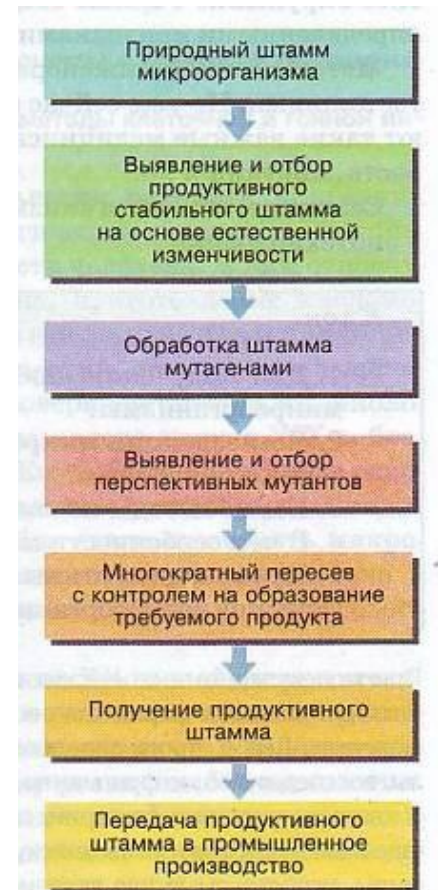 Природный штамм
микроорганизма
Выявление и отбор
продуктивного
стабильного штамма
на основе естественной
изменчивости
Обработка штамма
мутагенами
Выявление и отбор
перспективных мутантов
Многократный пересев
с контролем на образование
требуемого продукта
Получение продуктивного
штамма
Передача продуктивного
штамма в промышленное
производство